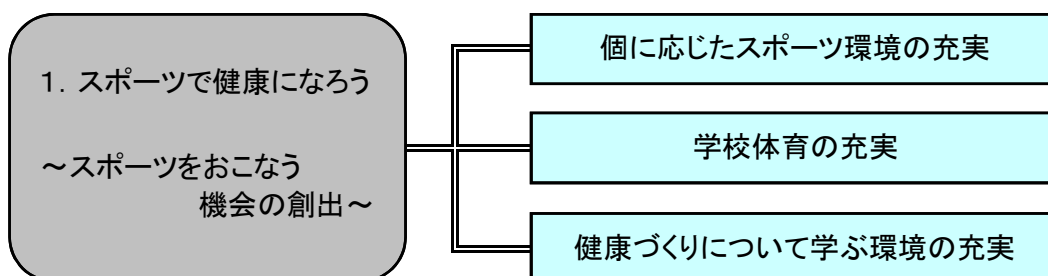 １．スポーツで健康になろう
～スポーツをおこなう
機会の創出～
個に応じたスポーツ環境の充実
学校体育の充実
健康づくりについて学ぶ環境の充実